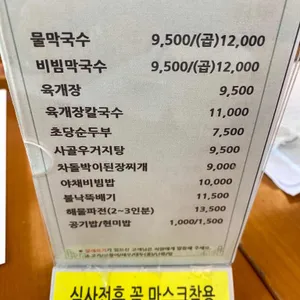 물막국수 9,500/(곱)12,000
비빔막국수 9,500/(곱)12,000
육개장 9,500
육개장칼국수 11,000
초당순두부 7,500
사골우거지탕 9,500
차돌박이된장찌개 9,000
야채비빔밥 10,000
불낙뚝배기 11,500
해물파전(2~3인분) 13,500
공기밥/현미밥 1,000/1,500
식사전후 꼭 마스크착용